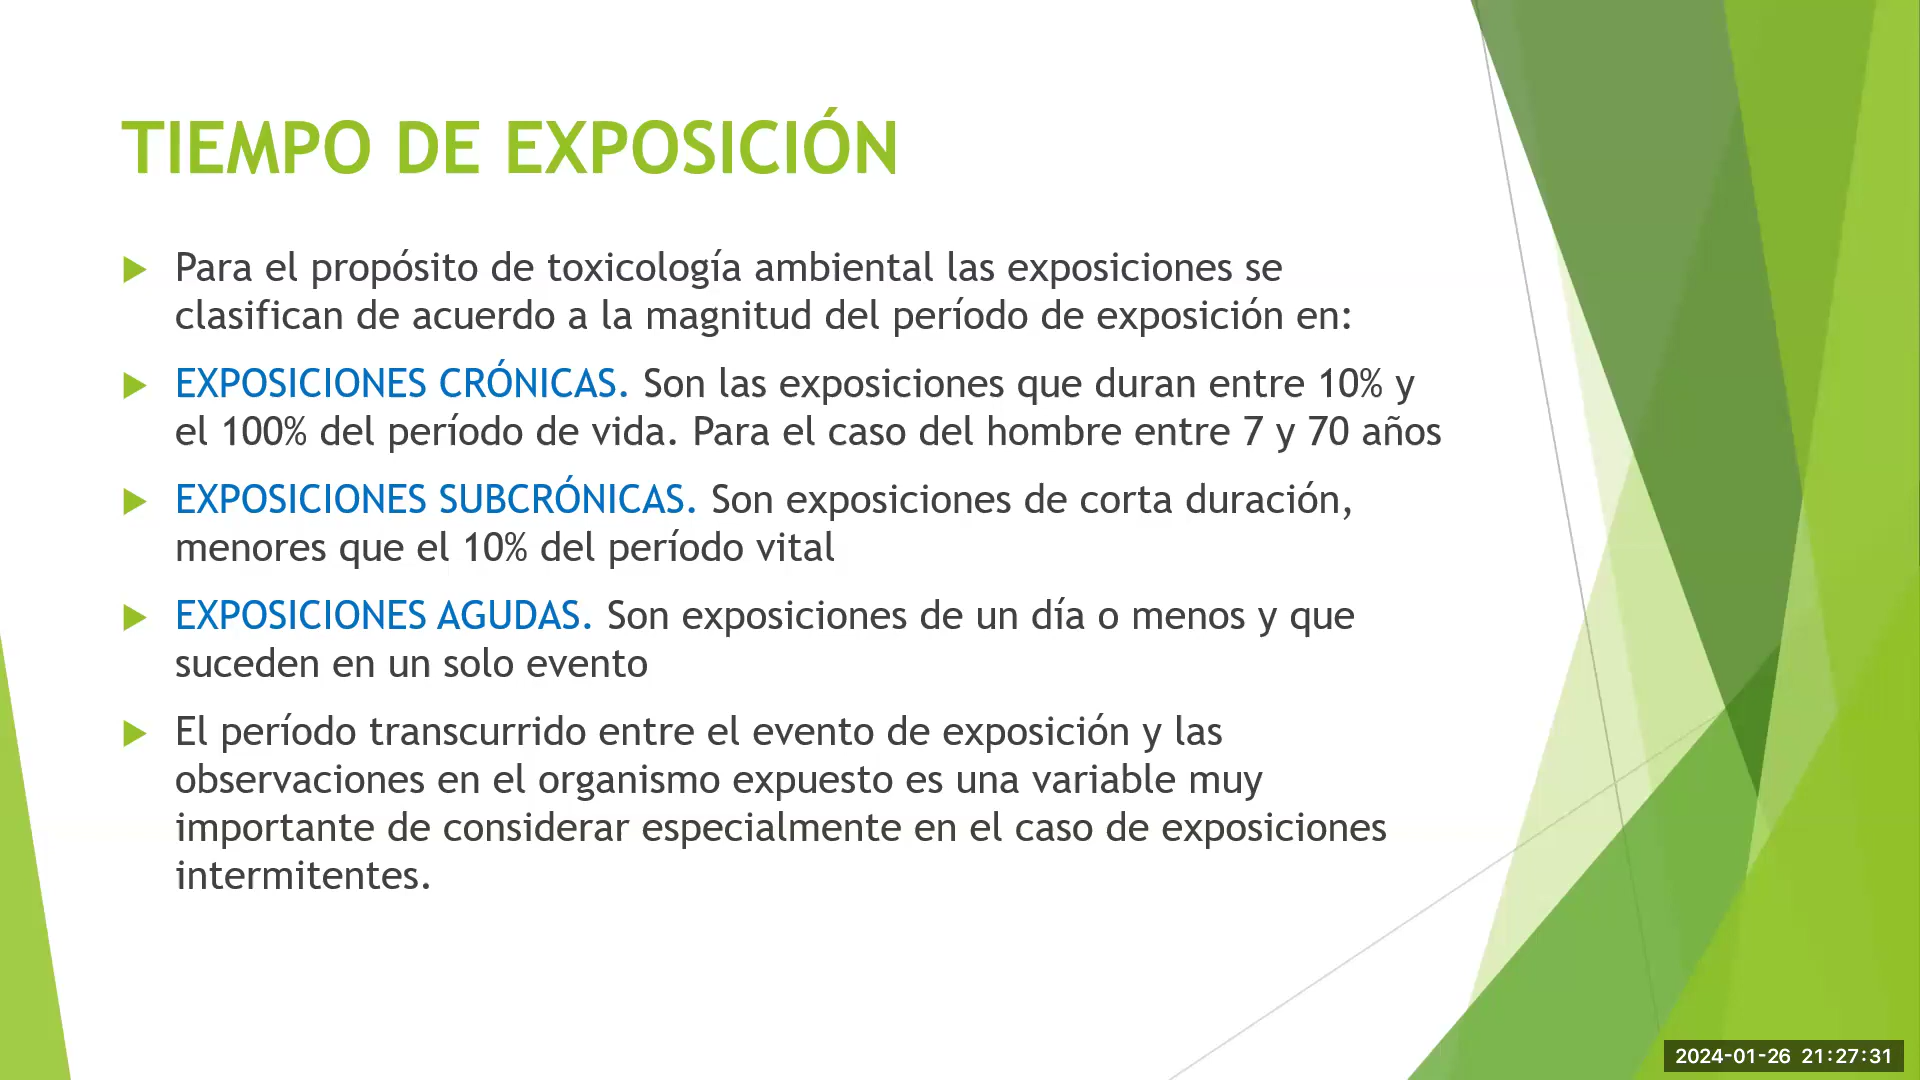 TIEMPO DE EXPOSICIÓN
Para el propósito de toxicología ambiental las exposiciones se
clasifican de acuerdo a la magnitud del período de exposición en:
EXPOSICIONES CRÓNICAS. Son las exposiciones que duran entre 10% y
el 100% del período de vida. Para el caso del hombre entre 7 y 70 años
EXPOSICIONES SUBCRÓNICAS. Son exposiciones de corta duración,
menores que el 10% del período vital
EXPOSICIONES AGUDAS. Son exposiciones de un día o menos y que
suceden en un solo evento
El período transcurrido entre el evento de exposición y las
observaciones en el organismo expuesto es una variable muy
importante de considerar especialmente en el caso de exposiciones
intermitentes.
2024-01-26 21:27:31